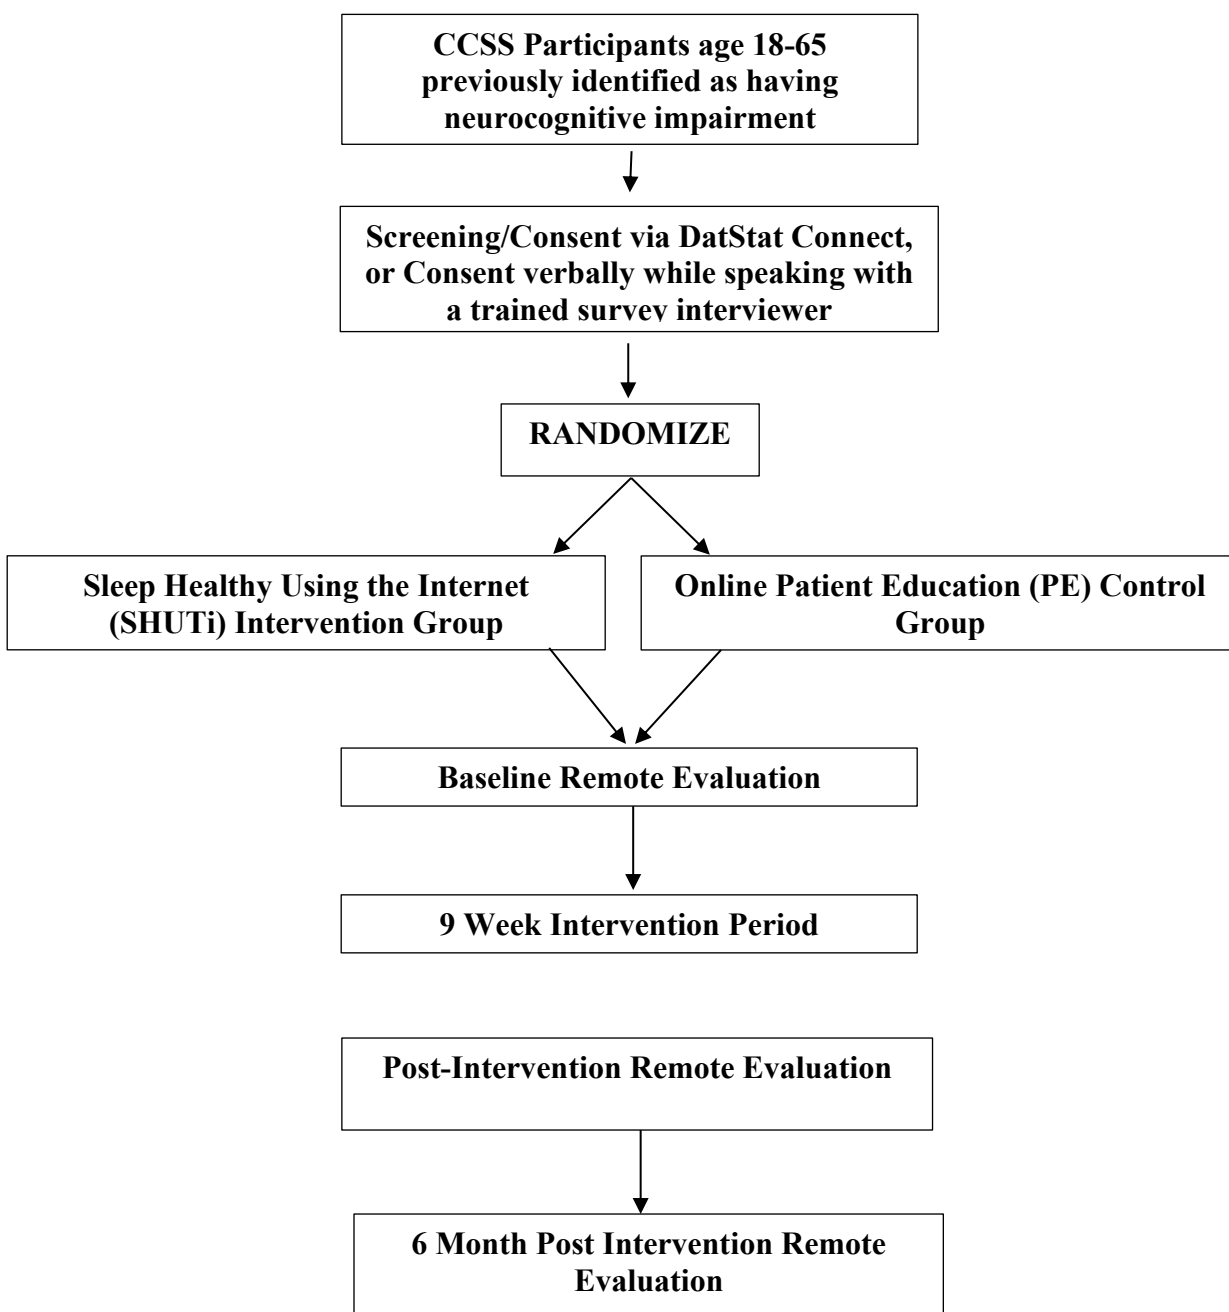 CCSS Participants age 18-65
previously identified as having
neurocognitive impairment
Screening/Consent via DatStat Connect,
or Consent verbally while speaking with
a trained survey interviewer
RANDOMIZE
Sleep Healthy Using the Internet
(SHUTi) Intervention Group
Online Patient Education (PE) Control
Group
Baseline Remote Evaluation
9 Week Intervention Period
Post-Intervention Remote Evaluation
6 Month Post Intervention Remote
Evaluation